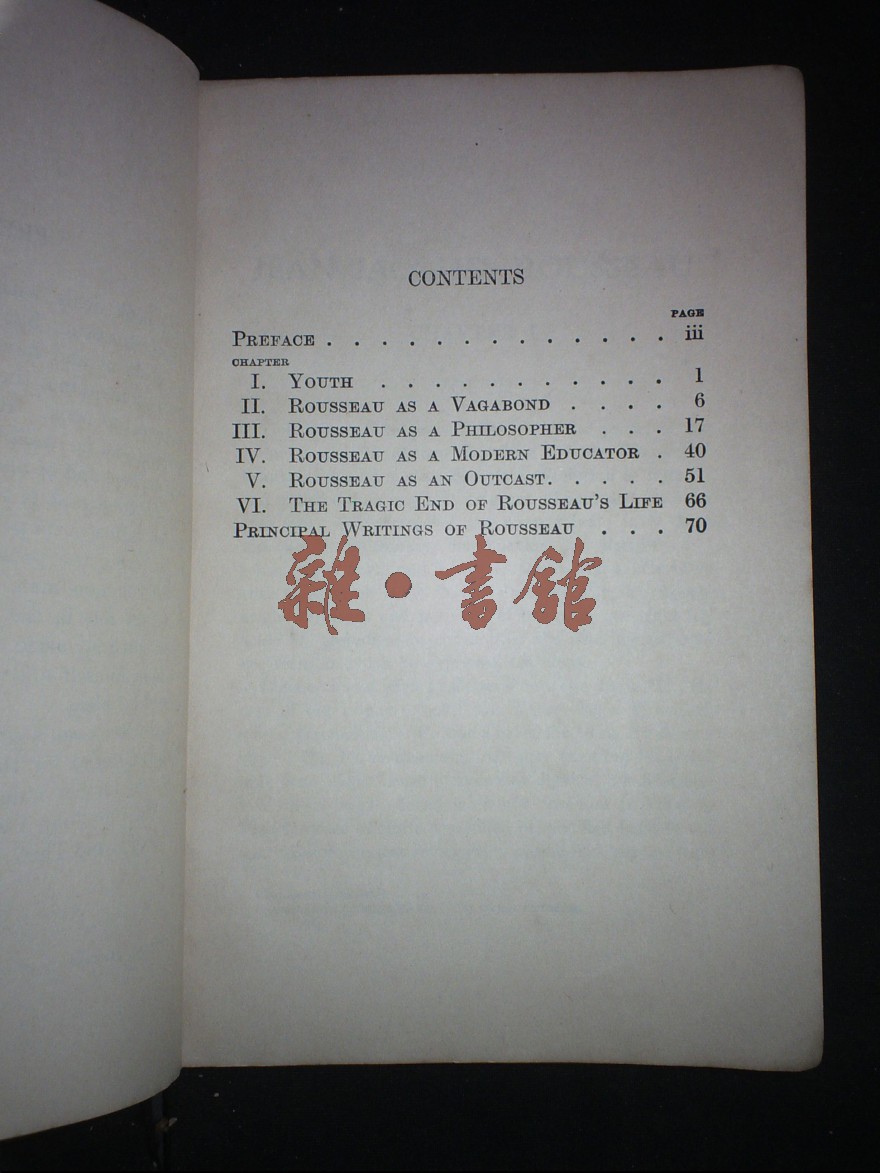 CONTENTS
PAGE
PREFACE . . . . . . . . . . . . . iii
CHAPTER
I. YOUTH . . . . . . . . . . . 1
II. ROUSSEAU AS A VAGABOND . . . . 6
III. ROUSSEAU AS A PHILOSOPHER . . . 17
IV. ROUSSEAU AS A MODERN EDUCATOR . 40
V. ROUSSEAU AS AN OUTCAST. . . . . 51
VI. THE TRAGIC END OF ROUSSEAU'S LIFE 66
PRINCIPAL WRITINGS OF ROUSSEAU . . . 70
雜•書館